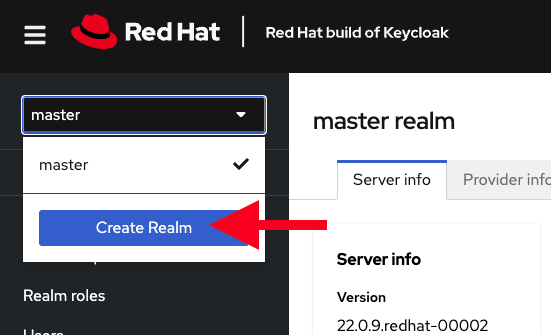 Red Hat
Red Hat build of Keycloak
master
master
Create Realm
Realm roles
Users
master realm
Server info
Provider info
Server info
Version
22.0.9.redhat-00002